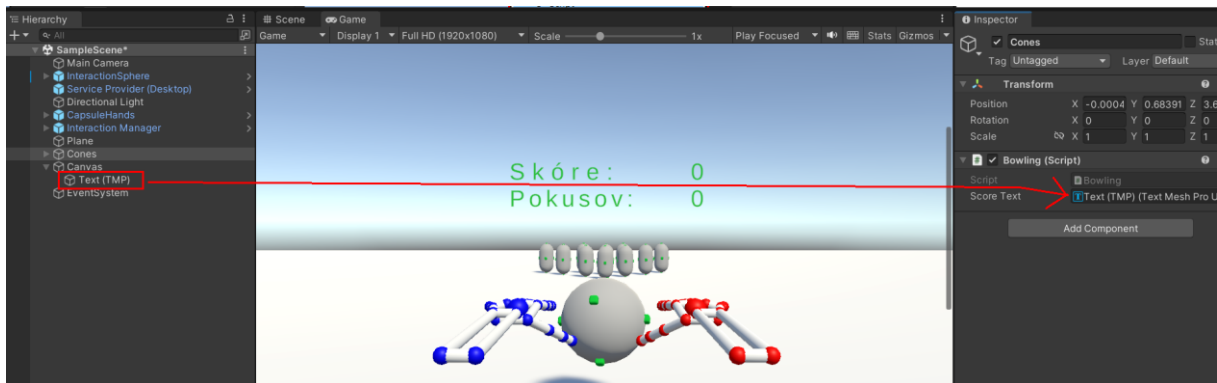 Hierarchy
All
SampleScene*
Main Camera
InteractionSphere
Service Provider (Desktop)
Directional Light
CapsuleHands
Interaction Manager
Plane
Cones
Canvas
Text (TMP)
EventSystem
Scene
Game
Game
Display 1
Full HD (1920x1080)
Scale
1x
Play Focused
Stats
Gizmos
Skóre: 0
Pokusov: 0
Inspector
Cones
Stat
Tag Untagged
Layer Default
Transform
Position X -0.0004 Y 0.68391 Z 3.6
Rotation X 0 Y 0 Z 0
Scale X 1 Y 1 Z 1
Bowling (Script)
Script Bowling
Score Text Text (TMP) (Text Mesh Pro U
Add Component